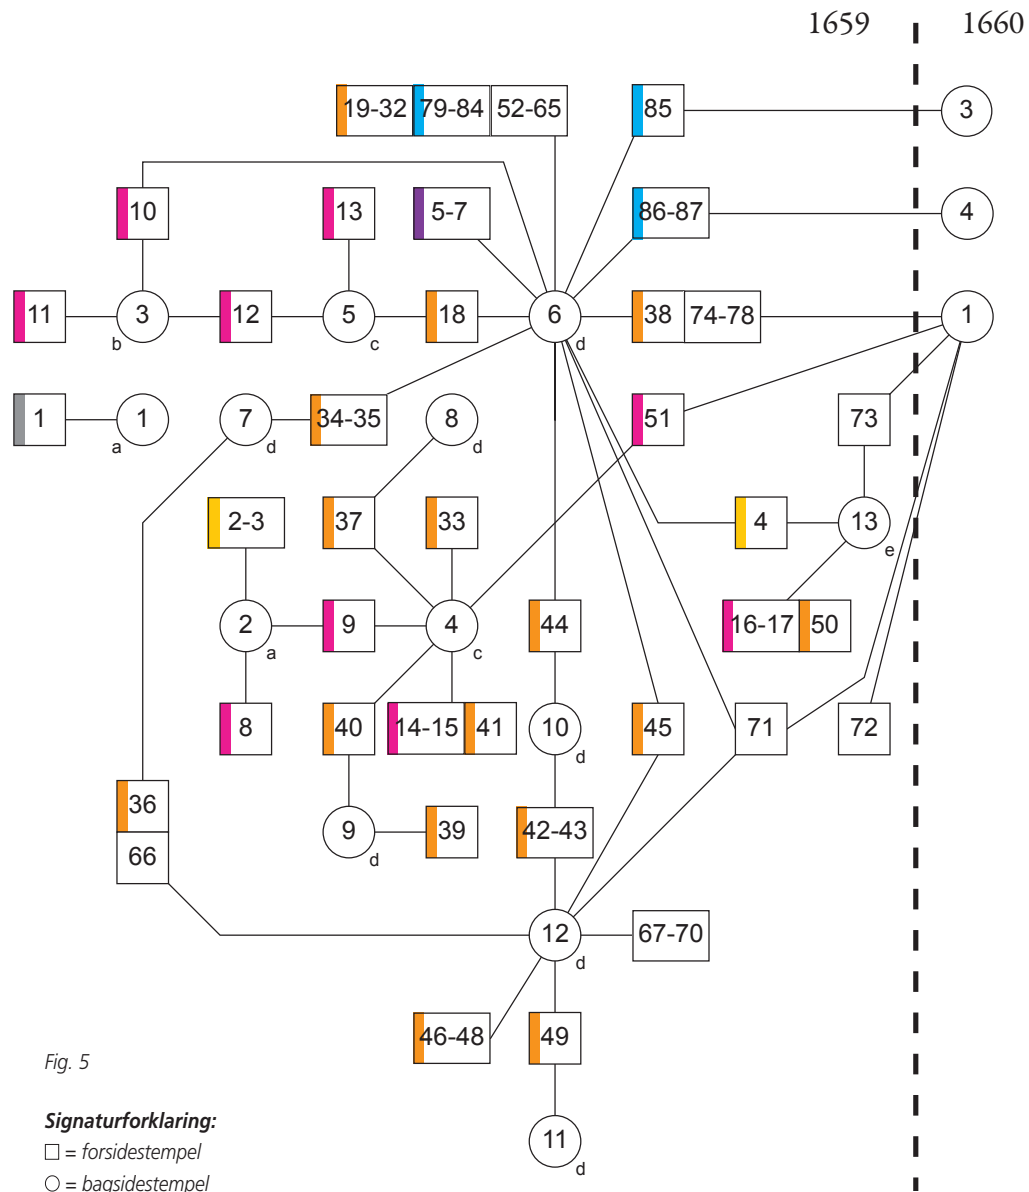 1659 1660
19-32 79-84 52-65 85 3
10 13 5-7 86-87 4
11 3 12 5 18 6 38 74-78 1
b c d
1 1 7 34-35 8 51 73
a d d
2-3 37 33 4 13
e
2 9 4 44 16-17 50
a c
8 40 14-15 41 10 45 71 72
d
36 9 39 42-43
d
66
12 67-70
d
46-48 49
Fig. 5
Signaturforklaring:
□ = forsidestempel
11
d
○ = bagsidestempel